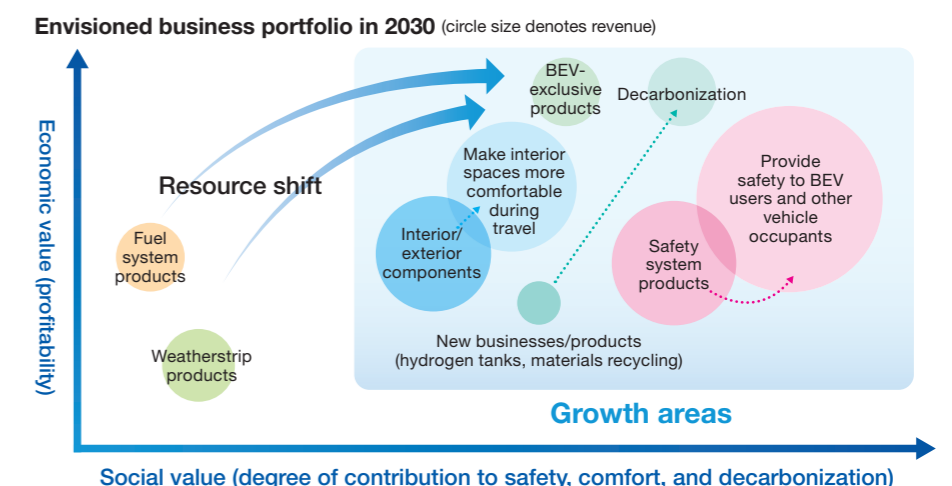 Envisioned business portfolio in 2030 (circle size denotes revenue)
Economic value (profitability)
Resource shift
Fuel
system
products
Weatherstrip
products
BEV-
exclusive
products
Decarbonization
Make interior
spaces more
comfortable
during
travel
Interior/
exterior
components
Provide
safety to BEV
users and other
vehicle
occupants
Safety
system
products
New businesses/products
(hydrogen tanks, materials recycling)
Growth areas
Social value (degree of contribution to safety, comfort, and decarbonization)